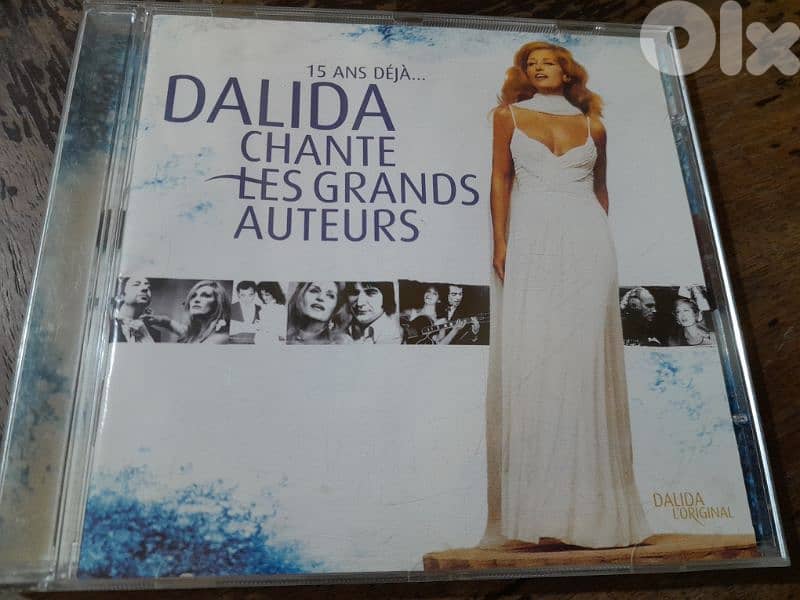 Olx
15 ANS DÉJÀ...
DALIDA
CHANTE
LES GRANDS
AUTEURS
DALIDA
L'ORIGINAL